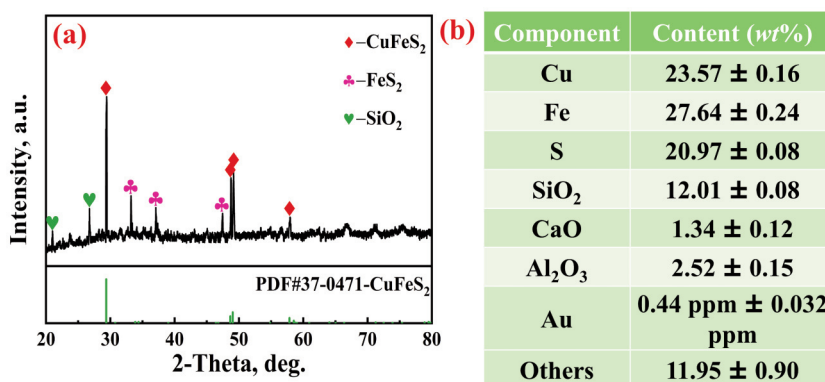 (a)
♦–CuFeS₂
♣–FeS₂
♥–SiO₂
Intensity, a.u.
PDF#37-0471-CuFeS₂
20 30 40 50 60 70 80
2-Theta, deg.
(b)
Component Content (wt%)
Cu 23.57 ± 0.16
Fe 27.64 ± 0.24
S 20.97 ± 0.08
SiO₂ 12.01 ± 0.08
CaO 1.34 ± 0.12
Al₂O₃ 2.52 ± 0.15
Au 0.44 ppm ± 0.032
ppm
Others 11.95 ± 0.90